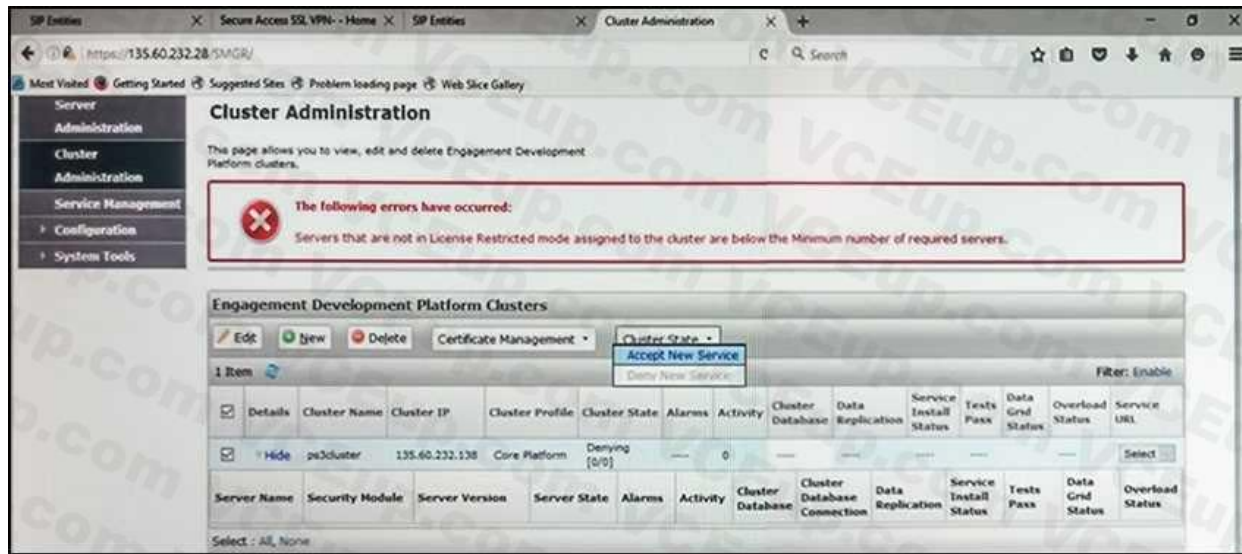 SIP Entities
Secure Access SSL VPN- - Home
SIP Entities
Cluster Administration
https://135.60.232.28/SMGR/
Search
Most Visited Getting Started Suggested Sites Problem loading page Web Slice Gallery
Server Administration
Cluster Administration
Service Management
Configuration
System Tools
Cluster Administration
This page allows you to view, edit and delete Engagement Development
Platform clusters.
The following errors have occurred:
Servers that are not in License Restricted mode assigned to the cluster are below the Minimum number of required servers.
Engagement Development Platform Clusters
Edit New Delete Certificate Management Cluster State
Accept New Service
Deny New Service
1 Item Filter: Enable
Details Cluster Name Cluster IP Cluster Profile Cluster State Alarms Activity Cluster Database Data Replication Service Install Status Tests Pass Data Grid Status Overload Status Service URL
Hide ps3cluster 135.60.232.138 Core Platform Denying [0/0] ---- 0 ---- ---- ---- ---- ---- Select
Server Name Security Module Server Version Server State Alarms Activity Cluster Database Cluster Database Connection Data Replication Service Install Status Tests Pass Data Grid Status Overload Status
Select : All, None
VCEup.com